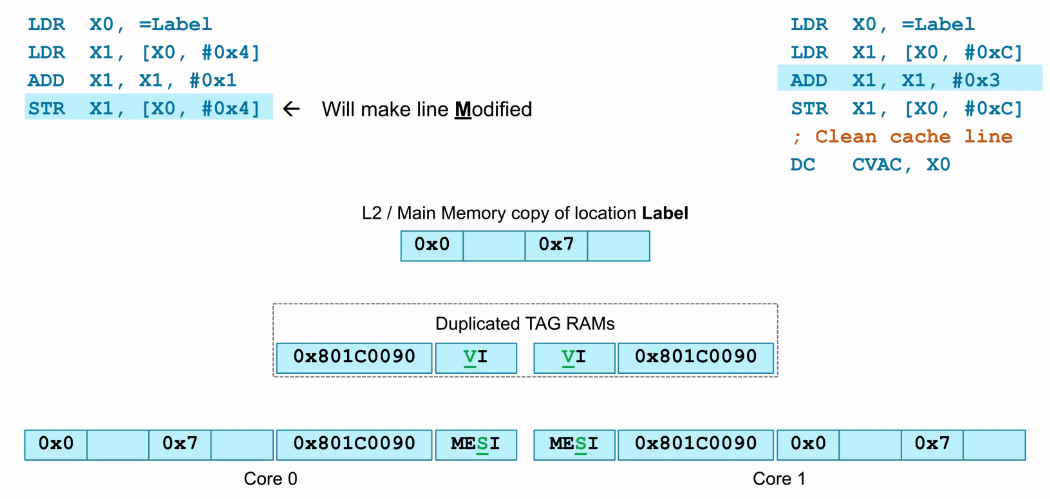 LDR X0, =Label
LDR X1, [X0, #0x4]
ADD X1, X1, #0x1
STR X1, [X0, #0x4] ← Will make line Modified
LDR X0, =Label
LDR X1, [X0, #0xC]
ADD X1, X1, #0x3
STR X1, [X0, #0xC]
; Clean cache line
DC CVAC, X0
L2 / Main Memory copy of location Label
0x0 0x7
Duplicated TAG RAMs
0x801C0090 VI VI 0x801C0090
0x0 0x7 0x801C0090 MESI MESI 0x801C0090 0x0 0x7
Core 0 Core 1